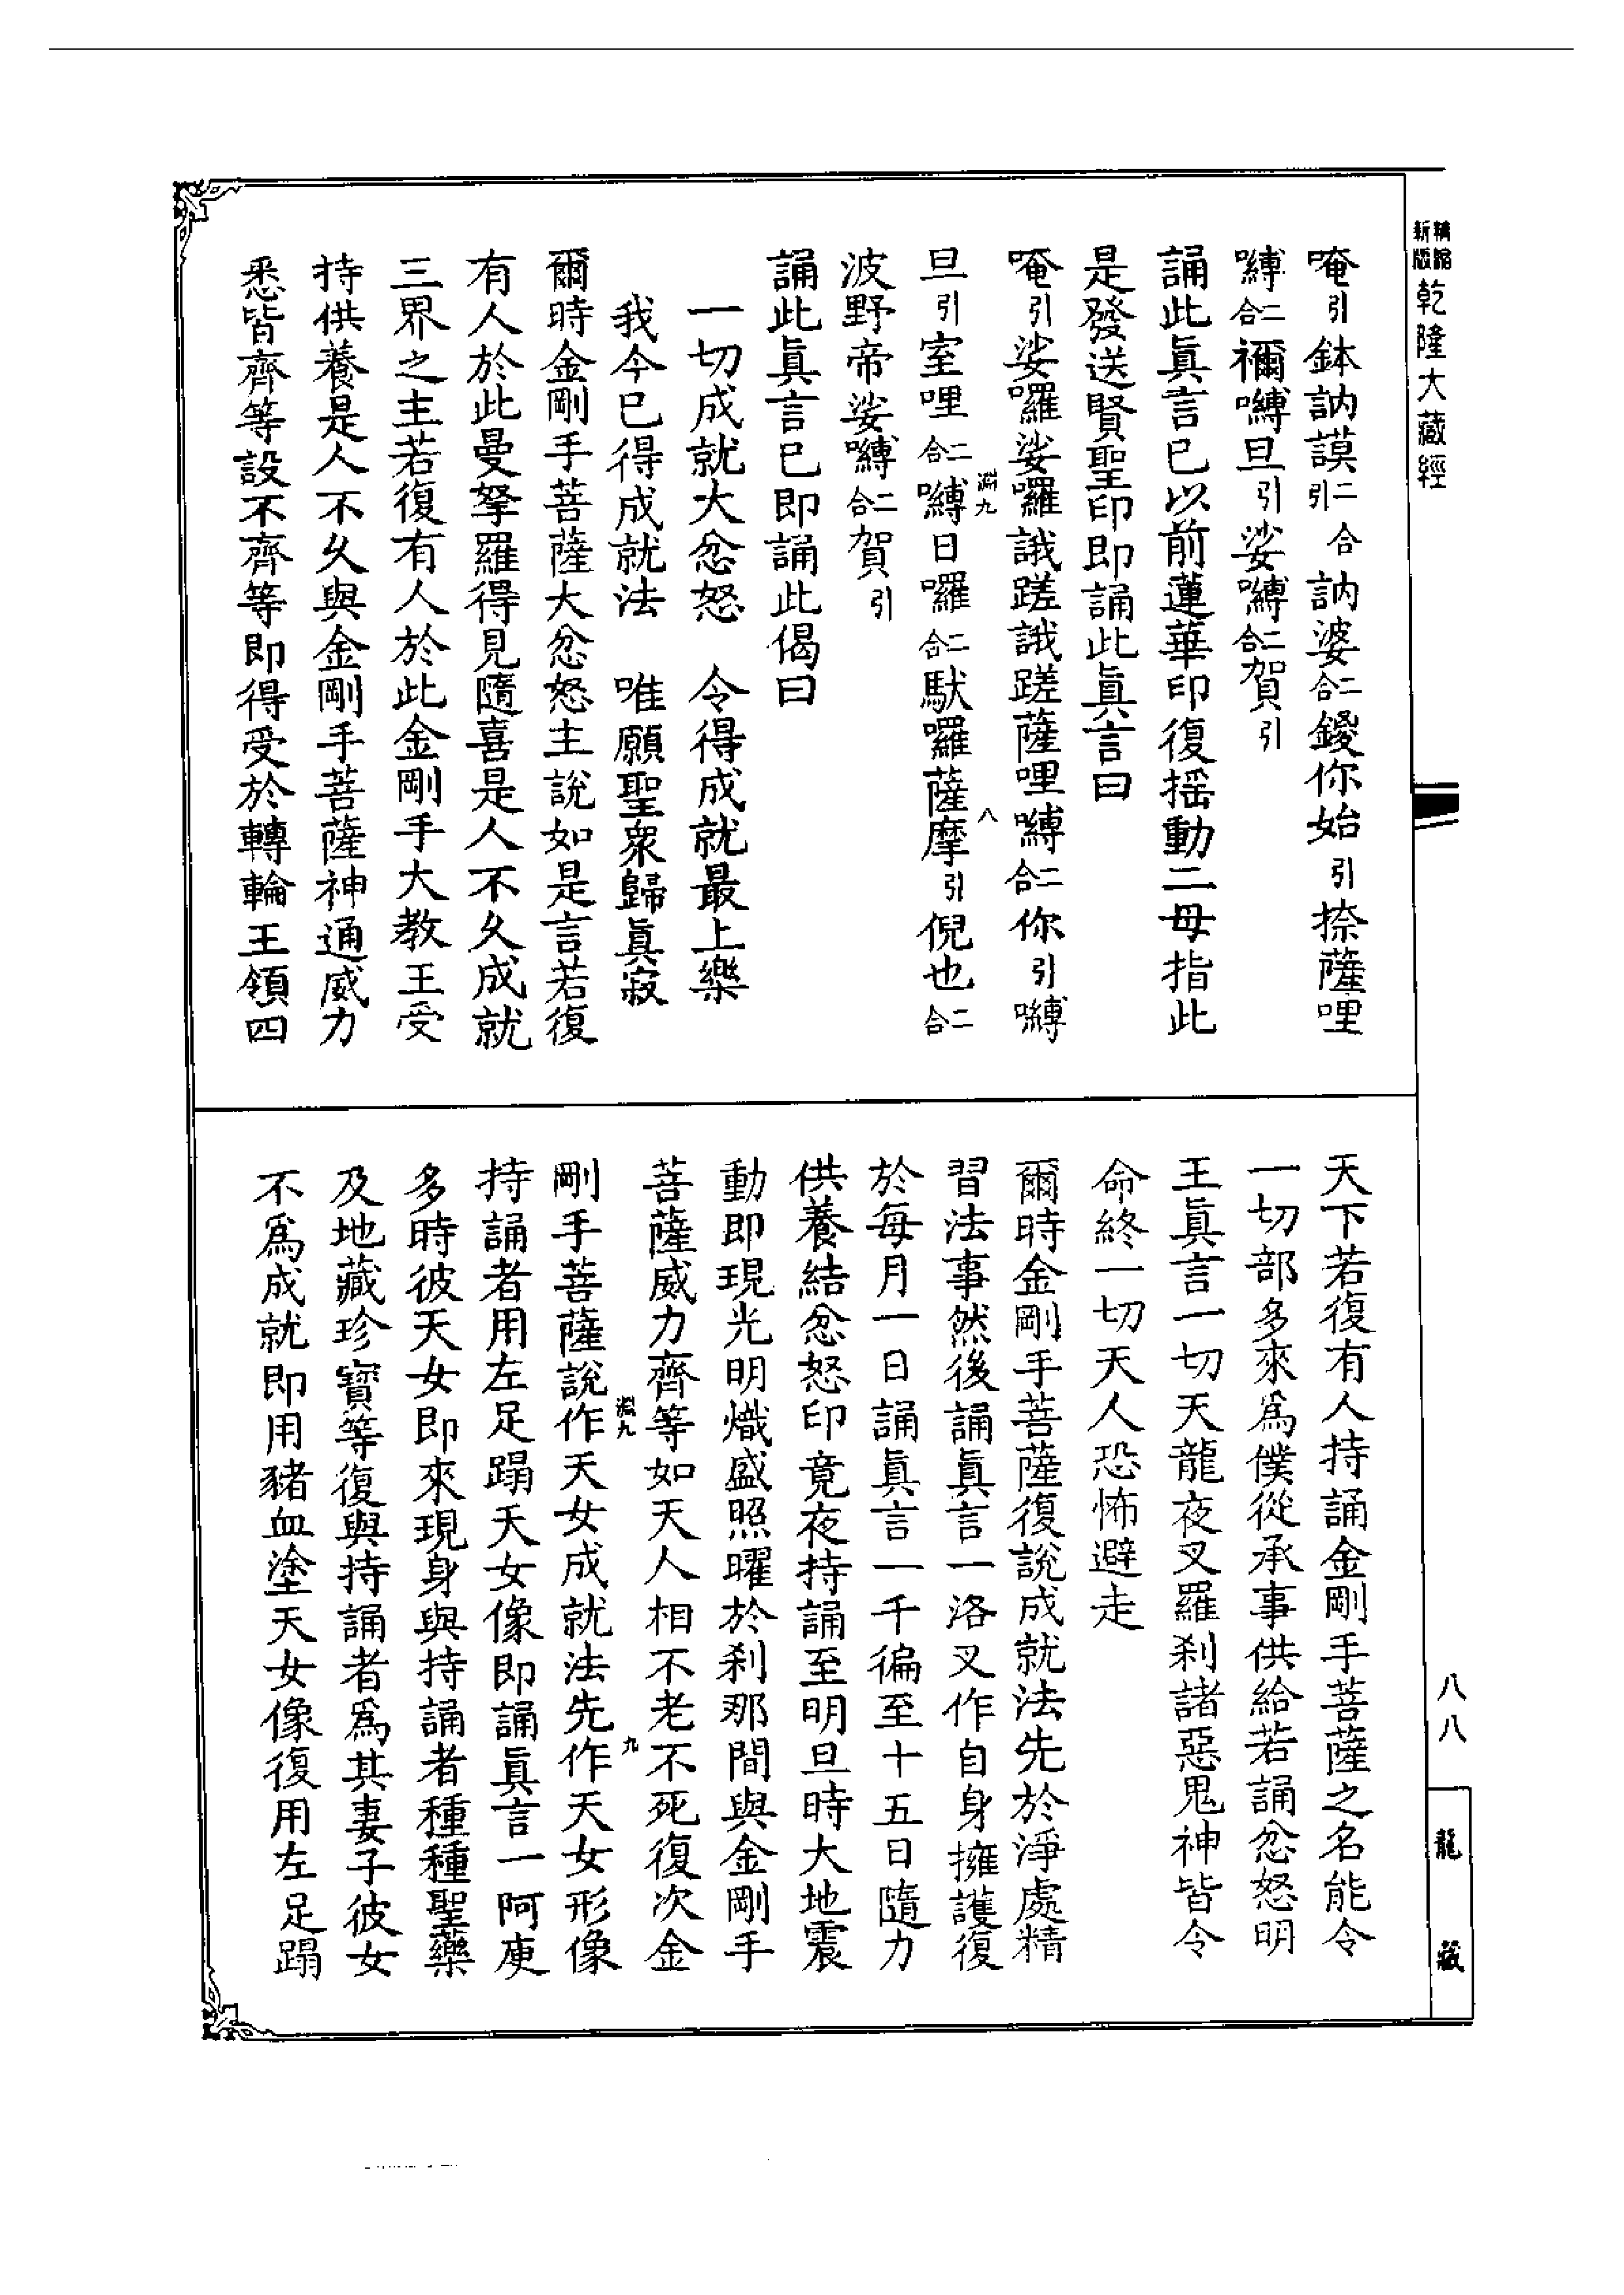 精縮新版乾隆大藏經
唵引鉢訥謨二合引訥婆二合鑁你始引捺薩哩
嚩二合禰嚩旦引娑嚩二合賀引
誦此眞言已以前蓮華印復摇動二母指此
是發送賢聖印即誦此眞言曰
唵引娑囉娑囉誐蹉誐蹉薩哩嚩二合你引嚩
旦引室哩二合嚩日囉二合馱囉薩摩引倪也二合
波野帝娑嚩二合賀引
誦此眞言已即誦此偈曰
一切成就大忿怒　令得成就最上樂
我今已得成就法　唯願聖衆歸眞寂
爾時金剛手菩薩大忿怒主說如是言若復
有人於此曼拏羅得見隨喜是人不久成就
三界之主若復有人於此金剛手大教王受
持供養是人不久與金剛手菩薩神通威力
悉皆齊等設不齊等即得受於轉輪王領四
淵九
八
天下若復有人持誦金剛手菩薩之名能令
一切部多來爲僕從承事供給若誦忿怒明
王眞言一切天龍夜叉羅剎諸惡鬼神皆令
命終一切天人恐怖避走
爾時金剛手菩薩復說成就法先於淨處精
習法事然後誦眞言一洛叉作自身擁護復
於每月一日誦眞言一千徧至十五日隨力
供養結忿怒印竟夜持誦至明旦時大地震
動即現光明熾盛照曜於刹那間與金剛手
菩薩威力齊等如天人相不老不死復次金
剛手菩薩說作天女成就法先作天女形像
持誦者用左足蹋天女像即誦眞言一阿庾
多時彼天女即來現身與持誦者種種聖藥
及地藏珍寶等復與持誦者爲其妻子彼女
不爲成就即用豬血塗天女像復用左足蹋
淵九
九
八八
龍藏